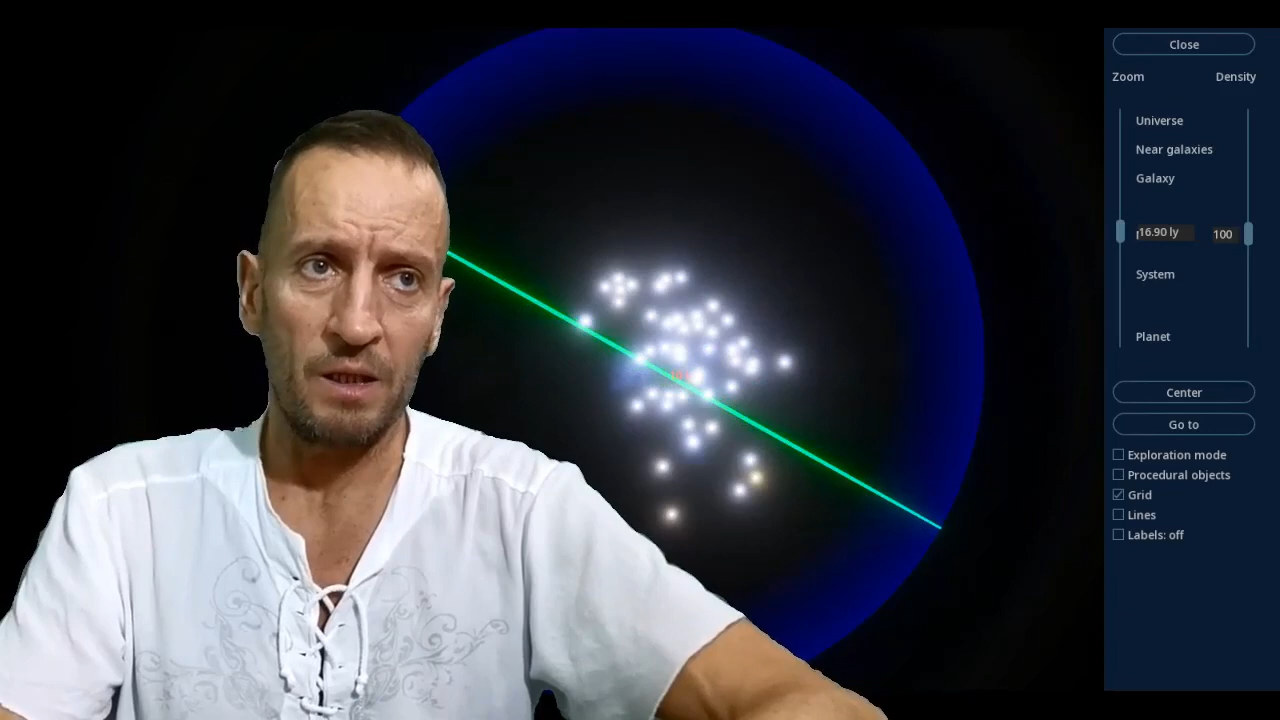 Close
Zoom Density
Universe
Near galaxies
Galaxy
16.90 ly 100
System
Planet
Center
Go to
Exploration mode
Procedural objects
Grid
Lines
Labels: off